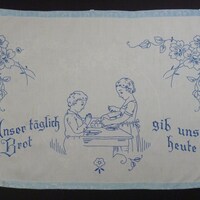 Unser täglich
Brot
gib uns
heute